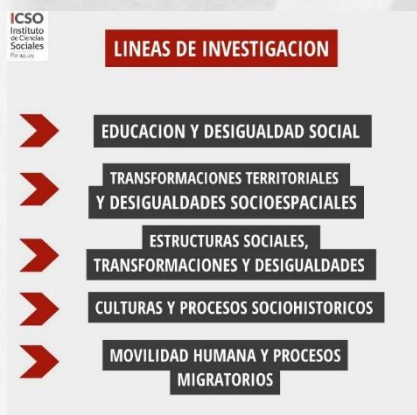 ICSO
Instituto
de Ciencias
Sociales
Paraguay
LINEAS DE INVESTIGACION
EDUCACION Y DESIGUALDAD SOCIAL
TRANSFORMACIONES TERRITORIALES
Y DESIGUALDADES SOCIOESPACIALES
ESTRUCTURAS SOCIALES,
TRANSFORMACIONES Y DESIGUALDADES
CULTURAS Y PROCESOS SOCIOHISTORICOS
MOVILIDAD HUMANA Y PROCESOS
MIGRATORIOS